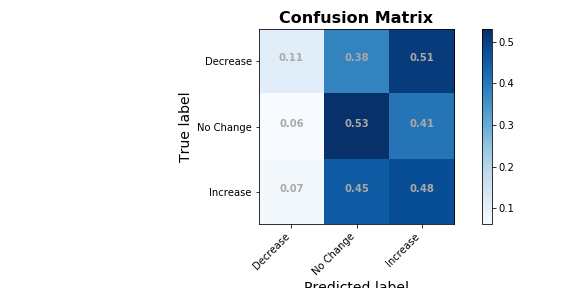 Confusion Matrix
True label
Decrease
0.11 0.38 0.51
No Change
0.06 0.53 0.41
Increase
0.07 0.45 0.48
Decrease
No Change
Increase
Predicted label
0.5
0.4
0.3
0.2
0.1